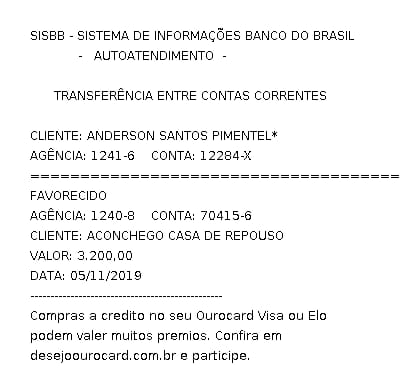 SISBB - SISTEMA DE INFORMAÇÕES BANCO DO BRASIL
- AUTOATENDIMENTO -
TRANSFERÊNCIA ENTRE CONTAS CORRENTES
CLIENTE: ANDERSON SANTOS PIMENTEL*
AGÊNCIA: 1241-6 CONTA: 12284-X
=====================================
FAVORECIDO
AGÊNCIA: 1240-8 CONTA: 70415-6
CLIENTE: ACONCHEGO CASA DE REPOUSO
VALOR: 3.200,00
DATA: 05/11/2019
------------------------------------------------
Compras a credito no seu Ourocard Visa ou Elo
podem valer muitos premios. Confira em
desejoourocard.com.br e participe.